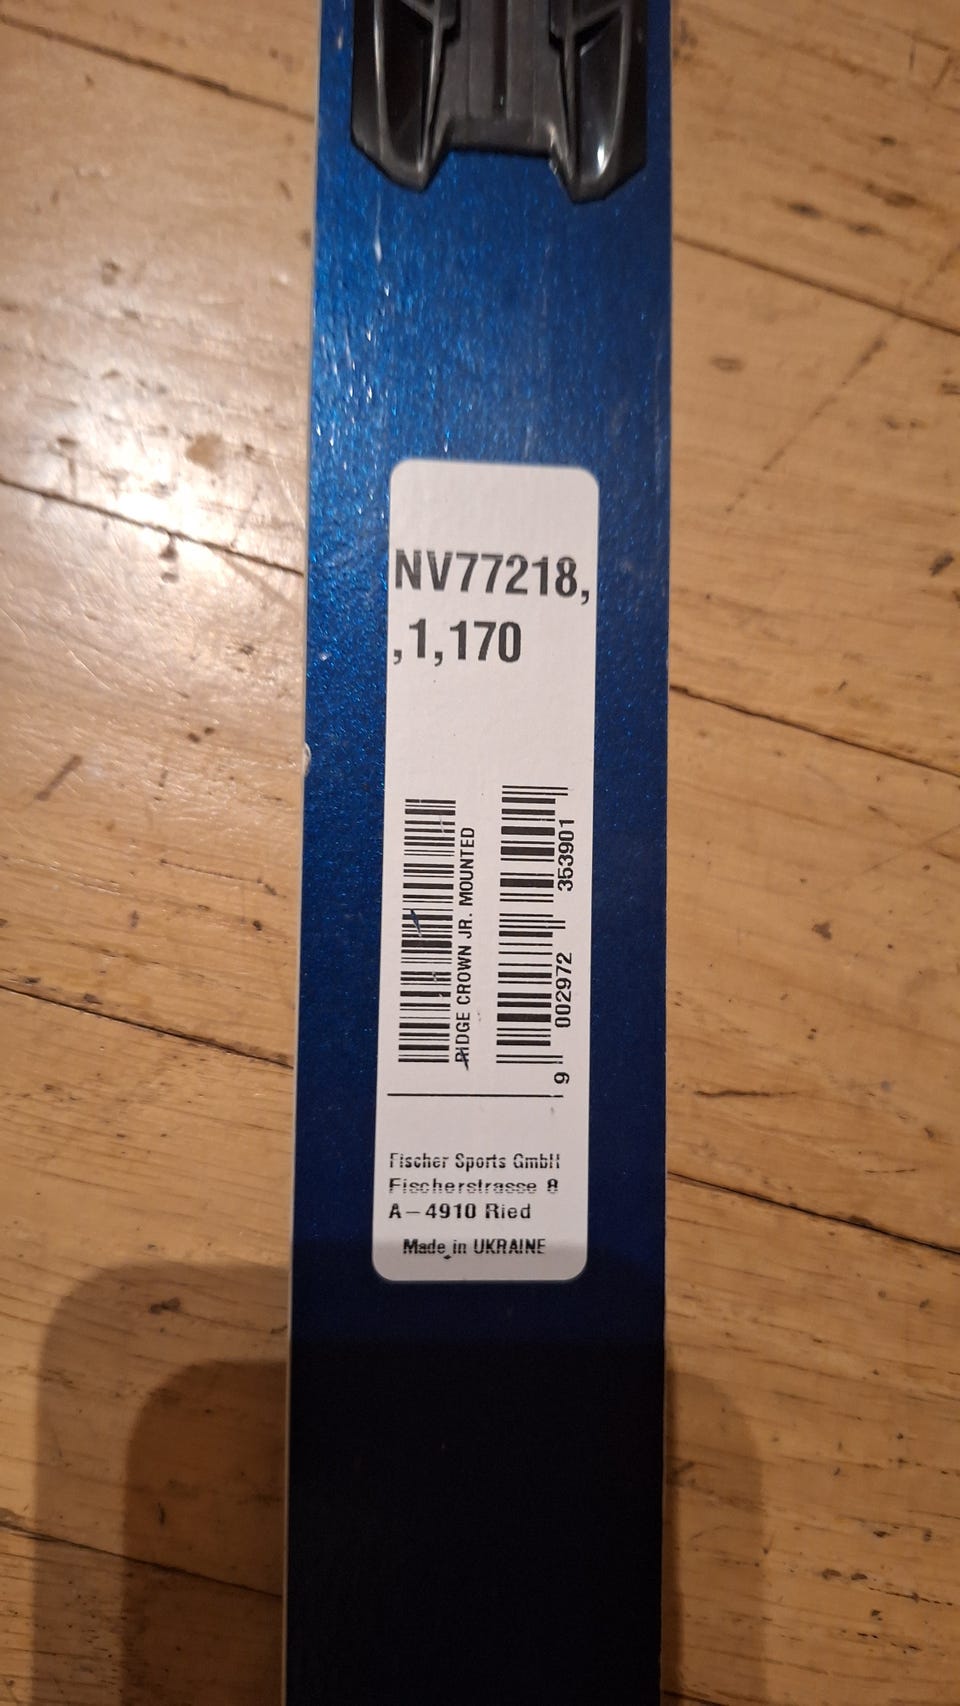 NV77218,
,1,170
RIDGE CROWN JR. MOUNTED
9 002972 353901
Fischer Sports GmbH
Fischerstrasse 8
A-4910 Ried
Made in UKRAINE